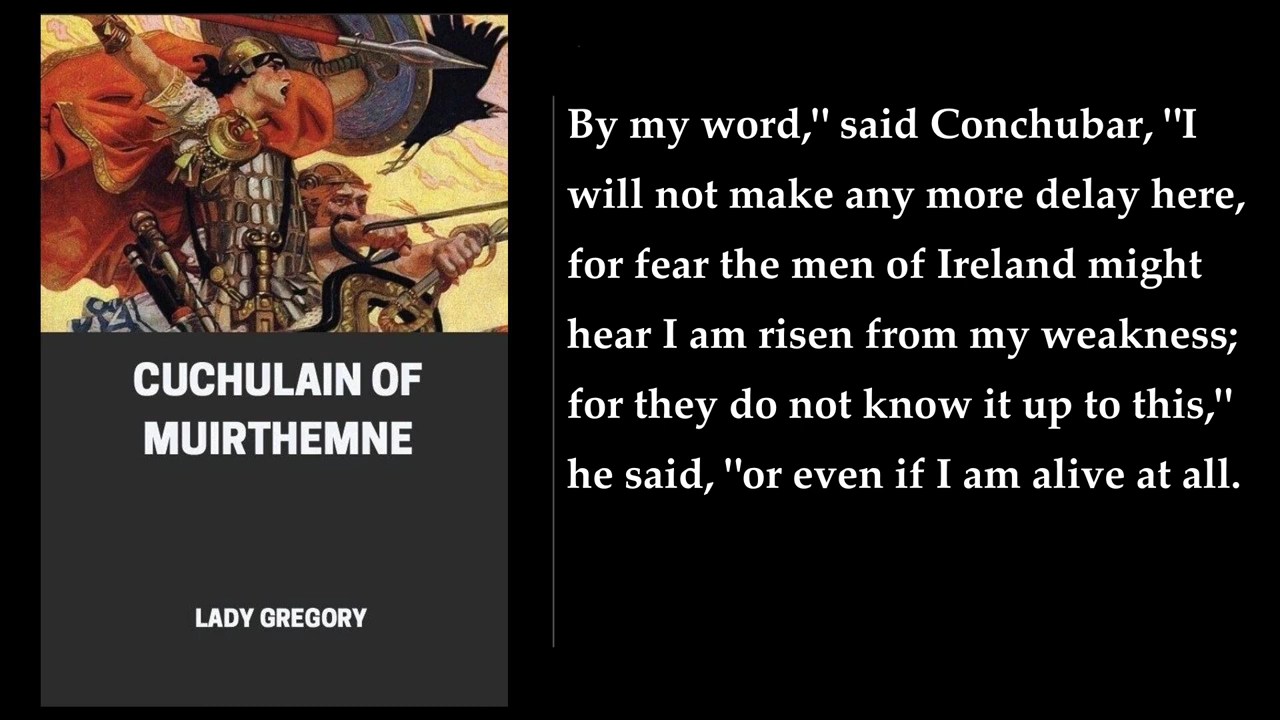 CUCHULAIN OF
MUIRTHEMNE
LADY GREGORY
By my word," said Conchubar, "I
will not make any more delay here,
for fear the men of Ireland might
hear I am risen from my weakness;
for they do not know it up to this,"
he said, "or even if I am alive at all.